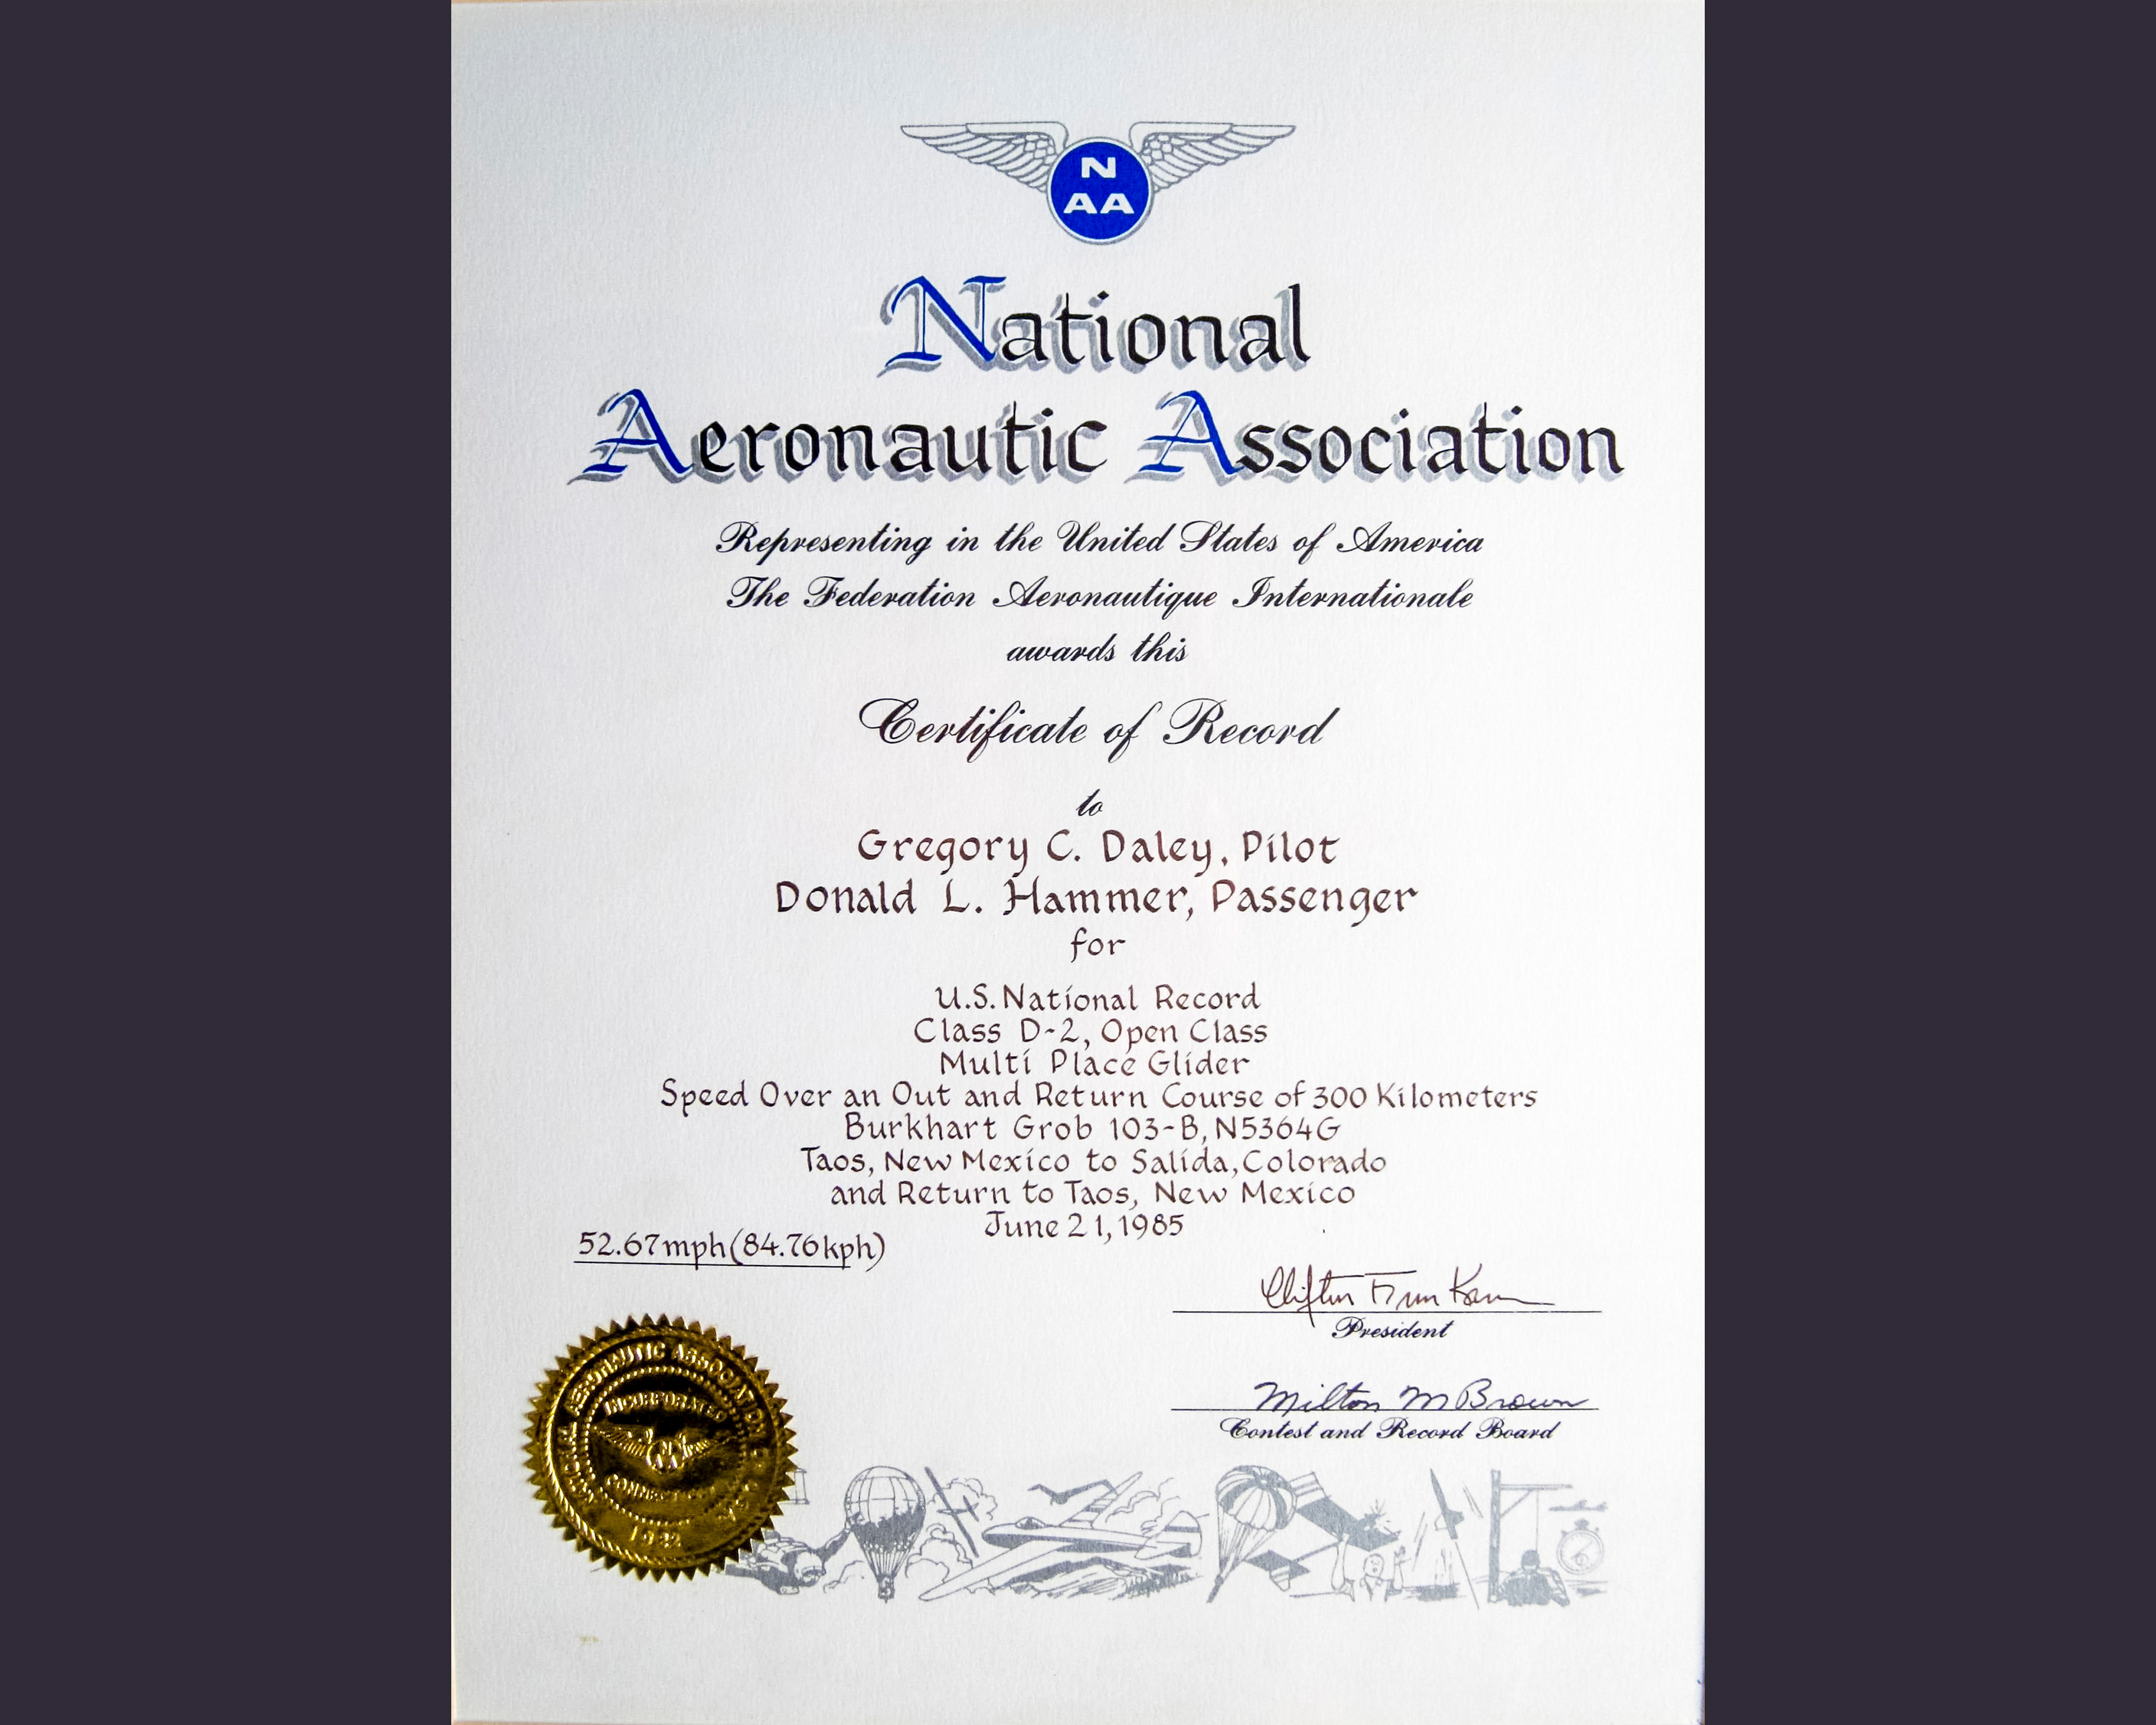 N
AA
National
Aeronautic Association
Representing in the United States of America
The Federation Aeronautique Internationale
awards this
Certificate of Record
to
Gregory C. Daley, Pilot
Donald L. Hammer, Passenger
for
U.S. National Record
Class D-2, Open Class
Multi Place Glider
Speed Over an Out and Return Course of 300 Kilometers
Burkhart Grob 103-B, N5364G
Taos, New Mexico to Salida, Colorado
and Return to Taos, New Mexico
June 21, 1985
52.67mph (84.76kph)
President
Milton M Brown
Contest and Record Board
NATIONAL AERONAUTIC ASSOCIATION
INCORPORATED